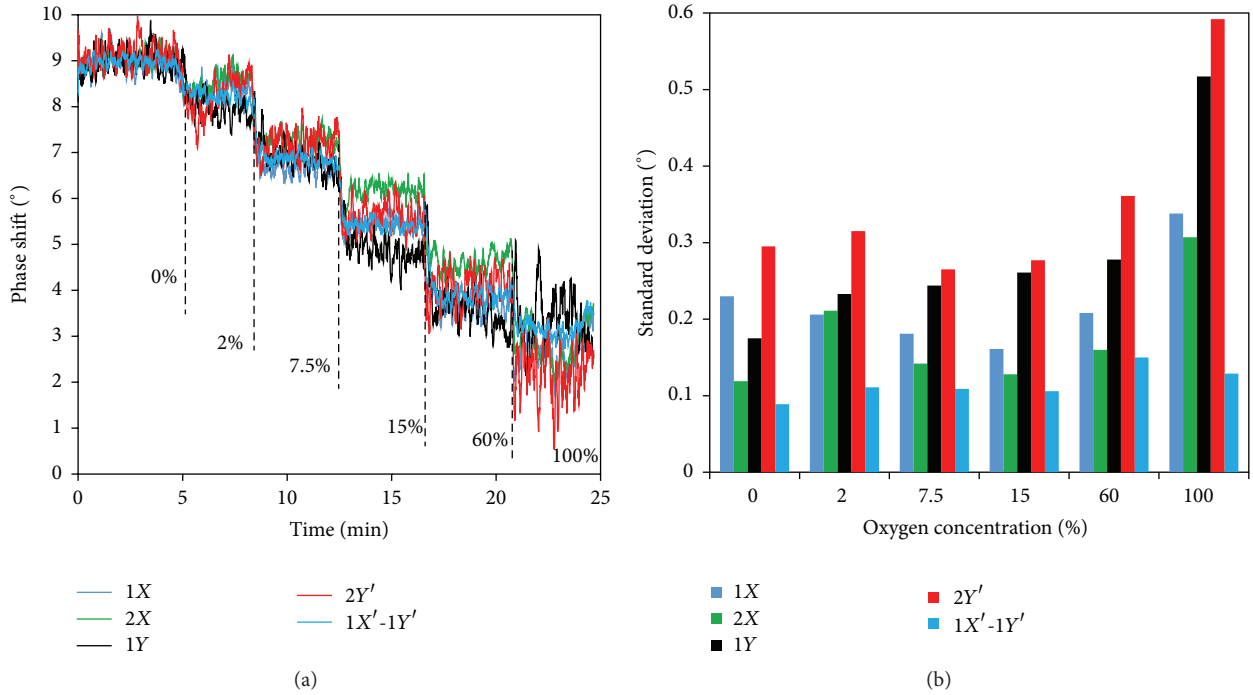 10
9
8
7
6
5
4
3
2
1
0
Phase shift (°)
0%
2%
7.5%
15%
60%
100%
0 5 10 15 20 25
Time (min)
1X
2X
1Y
2Y′
1X′-1Y′
(a)
0.6
0.5
0.4
0.3
0.2
0.1
0
Standard deviation (°)
0 2 7.5 15 60 100
Oxygen concentration (%)
1X
2X
1Y
2Y′
1X′-1Y′
(b)